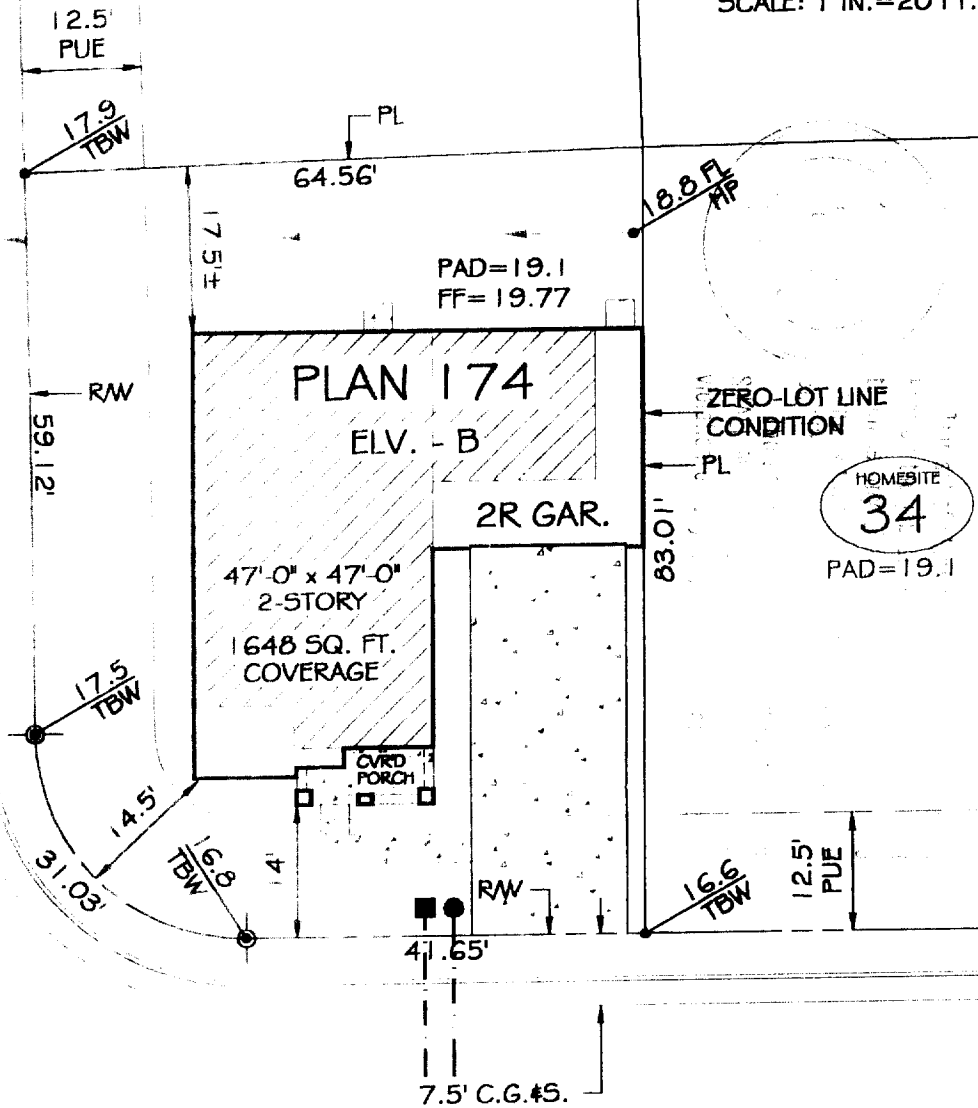 SCALE: 1 IN.=20 FT.
12.5'
PUE
17.9
TBW
PL
64.56'
18.8 FL
HP
17.5'±
PAD=19.1
FF=19.77
R/W
PLAN 174
ELV. - B
ZERO-LOT LINE
CONDITION
PL
59.12'
2R GAR.
HOMESITE
34
PAD=19.1
83.01'
47'-0" x 47'-0"
2-STORY
1648 SQ. FT.
COVERAGE
17.5
TBW
CVR'D
PORCH
14.5'
31.03'
16.8
TBW
14'
R/W
16.6
TBW
12.5'
PUE
41.65'
7.5' C.G.&S.